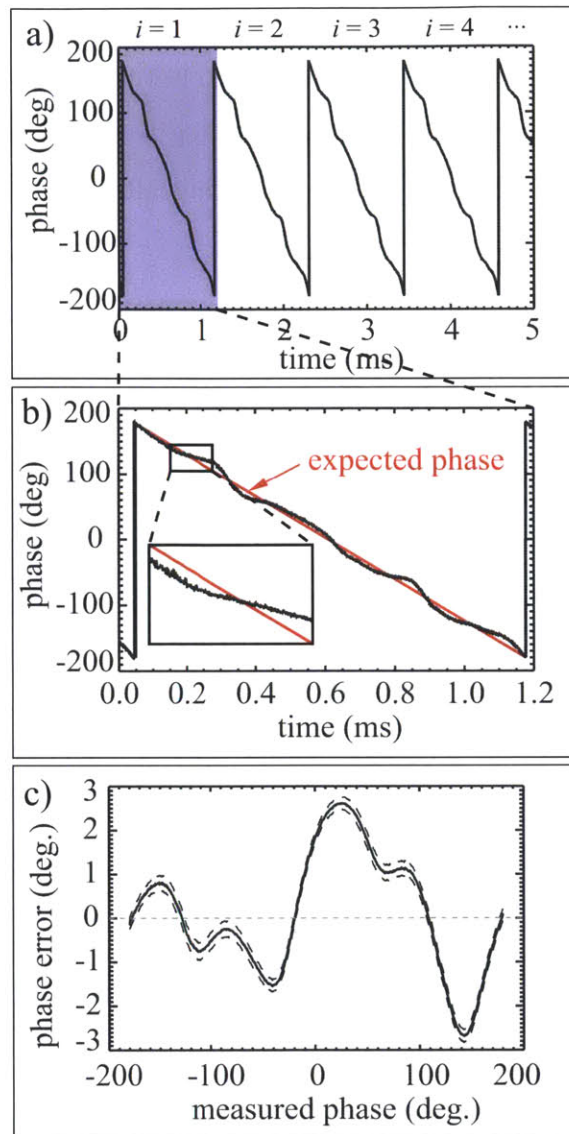 a) i = 1 i = 2 i = 3 i = 4 ...
200
100
0
-100
-200
phase (deg)
0 1 2 3 4 5
time (ms)
b)
200
100
0
-100
-200
phase (deg)
expected phase
0.0 0.2 0.4 0.6 0.8 1.0 1.2
time (ms)
c)
3
2
1
0
-1
-2
-3
phase error (deg.)
-200 -100 0 100 200
measured phase (deg.)